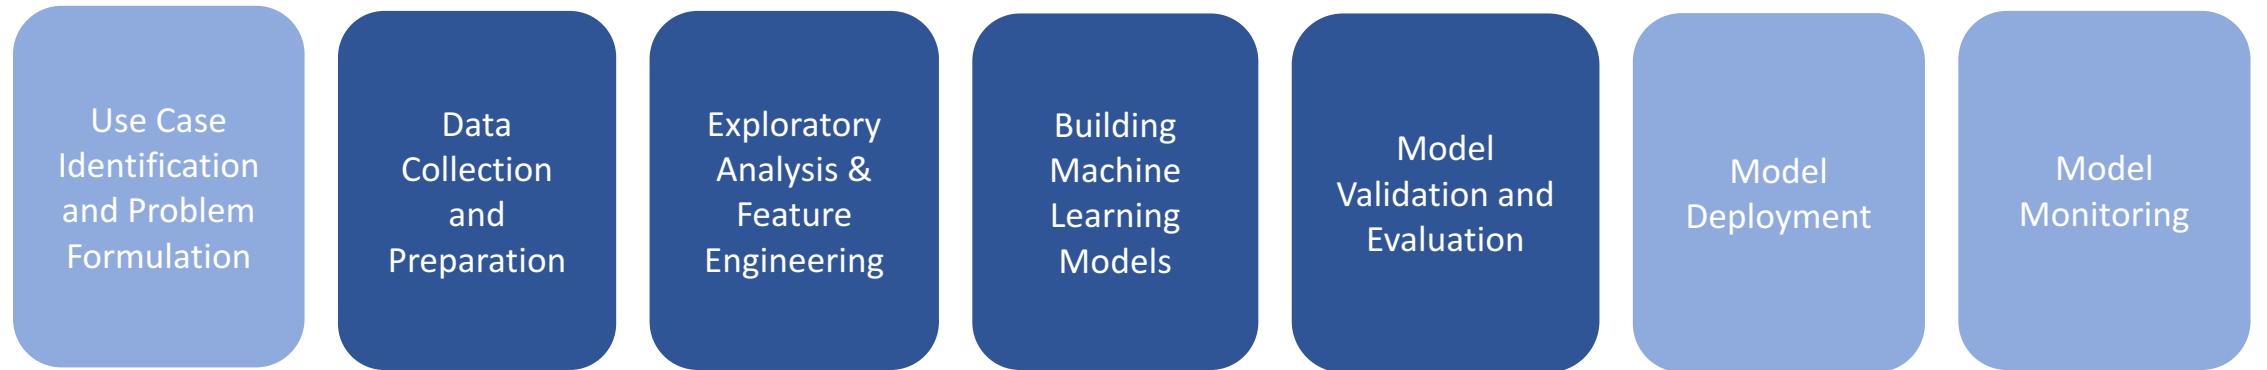 Use Case
Identification
and Problem
Formulation
Data
Collection
and
Preparation
Exploratory
Analysis &
Feature
Engineering
Building
Machine
Learning
Models
Model
Validation and
Evaluation
Model
Deployment
Model
Monitoring